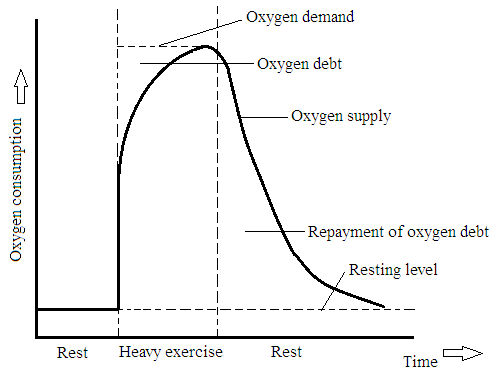 Oxygen demand
Oxygen debt
Oxygen supply
Repayment of oxygen debt
Resting level
Oxygen consumption
Rest
Heavy exercise
Rest
Time